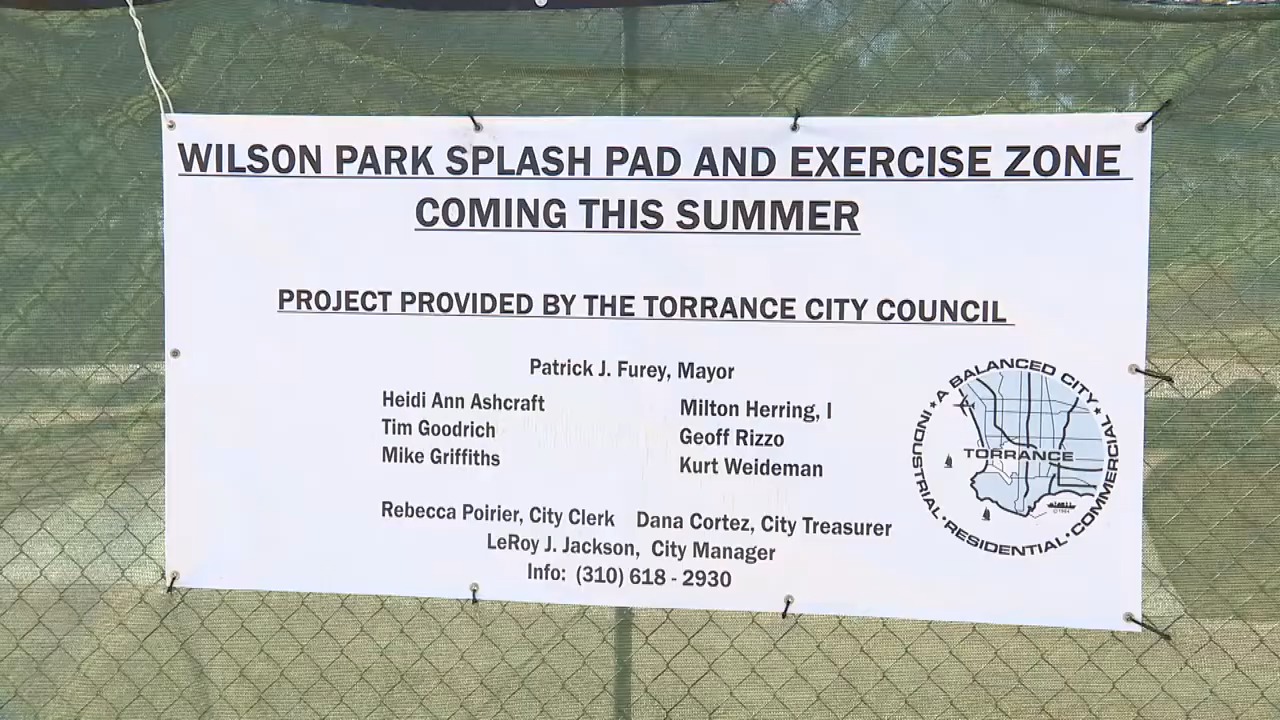 WILSON PARK SPLASH PAD AND EXERCISE ZONE
COMING THIS SUMMER
PROJECT PROVIDED BY THE TORRANCE CITY COUNCIL
Patrick J. Furey, Mayor
Heidi Ann Ashcraft
Tim Goodrich
Mike Griffiths
Milton Herring, I
Geoff Rizzo
Kurt Weideman
Rebecca Poirier, City Clerk Dana Cortez, City Treasurer
LeRoy J. Jackson, City Manager
Info: (310) 618 - 2930
★ A BALANCED CITY ★
INDUSTRIAL • RESIDENTIAL • COMMERCIAL
TORRANCE